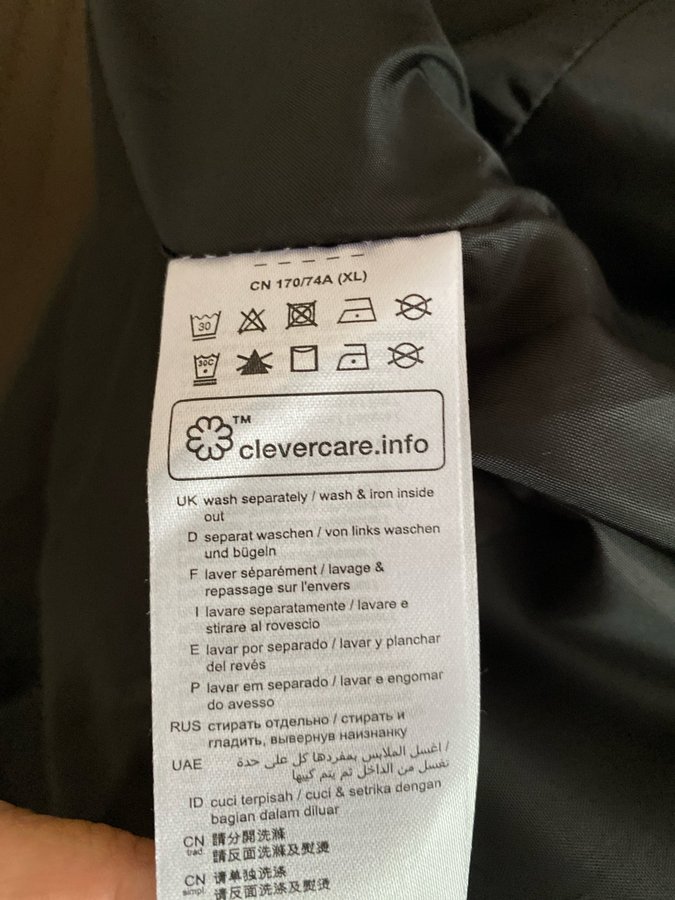 CN 170/74A (XL)
30
30C
TM
clevercare.info
UK wash separately / wash & iron inside
out
D separat waschen / von links waschen
und bügeln
F laver séparément / lavage &
repassage sur l'envers
I lavare separatamente / lavare e
stirare al rovescio
E lavar por separado / lavar y planchar
del revés
P lavar em separado / lavar e engomar
do avesso
RUS стирать отдельно / стирать и
гладить, вывернув наизнанку
UAE اغسل الملابس بمفردها كل على حدة /
تغسل من الداخل ثم يتم كيها
ID cuci terpisah / cuci & setrika dengan
bagian dalam diluar
CN trad. 請分開洗滌
請反面洗滌及熨燙
CN simpl. 请单独洗涤
请反面洗涤及熨烫